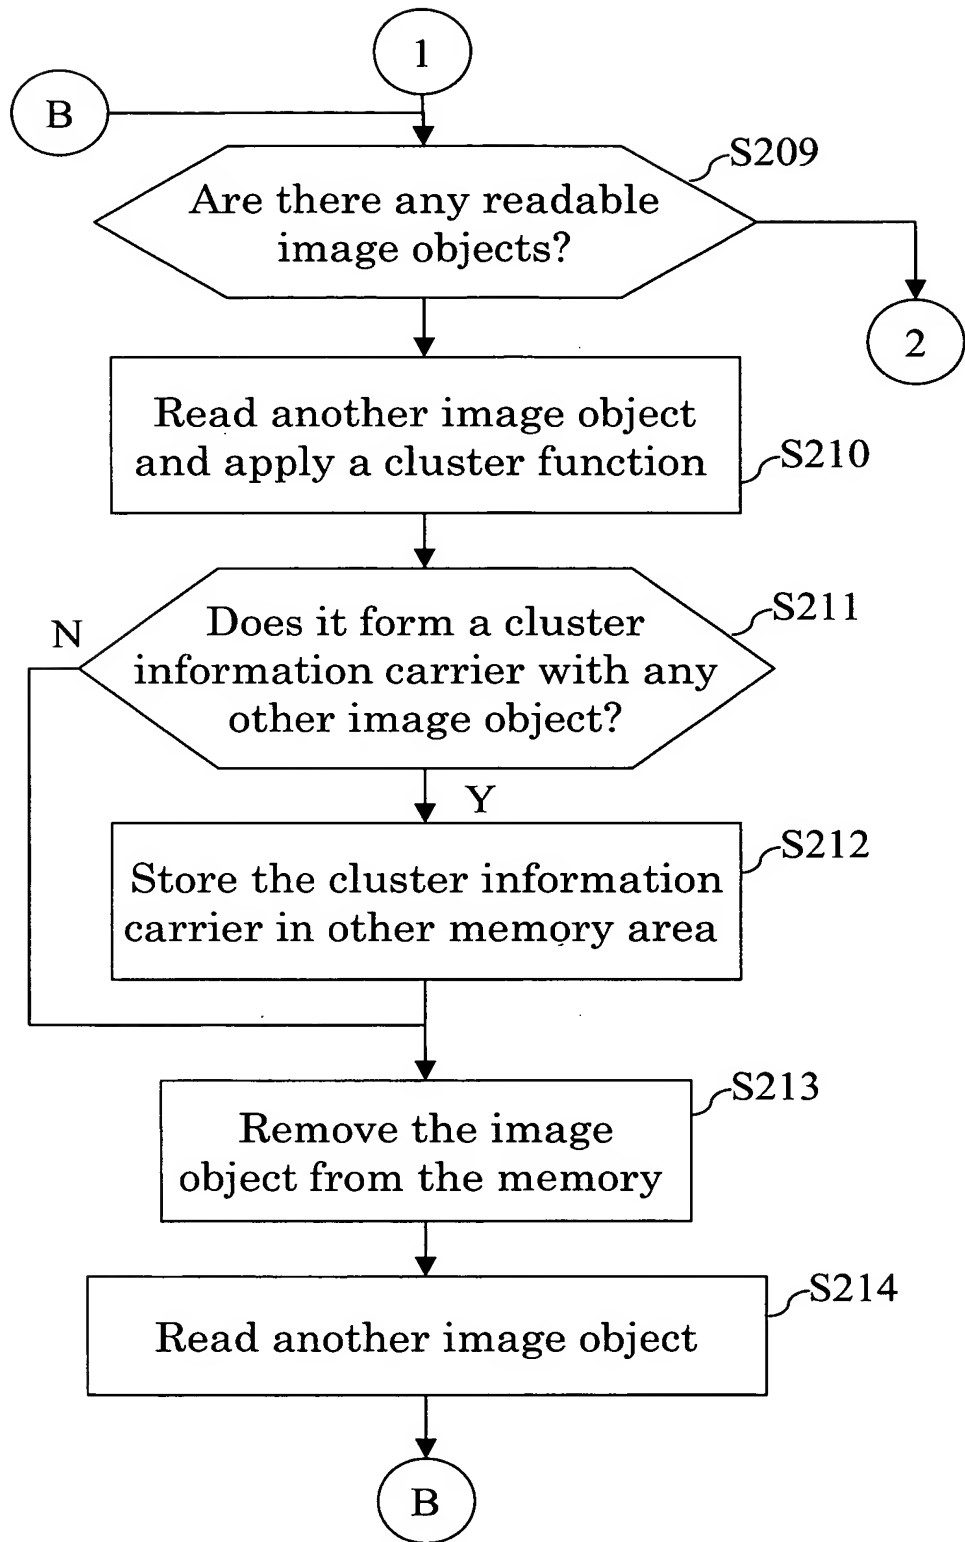 1
B
S209
Are there any readable
image objects?
2
Read another image object
and apply a cluster function
S210
S211
N
Does it form a cluster
information carrier with any
other image object?
Y
S212
Store the cluster information
carrier in other memory area
S213
Remove the image
object from the memory
S214
Read another image object
B